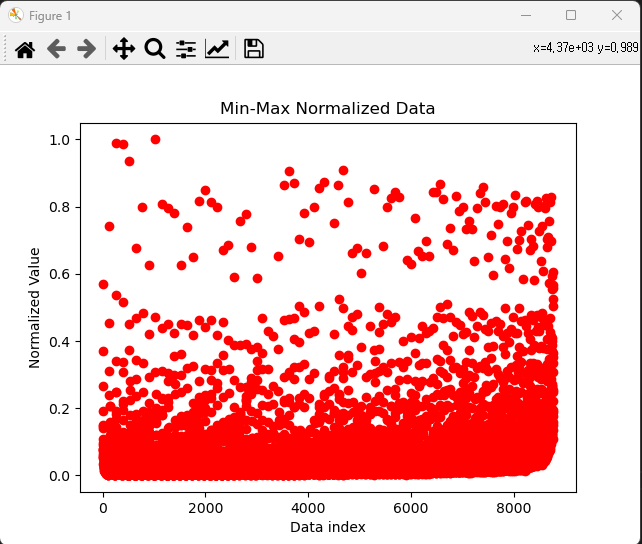 Figure 1
x=4.37e+03 y=0.989
Min-Max Normalized Data
1.0
0.8
0.6
0.4
0.2
0.0
Normalized Value
0 2000 4000 6000 8000
Data index